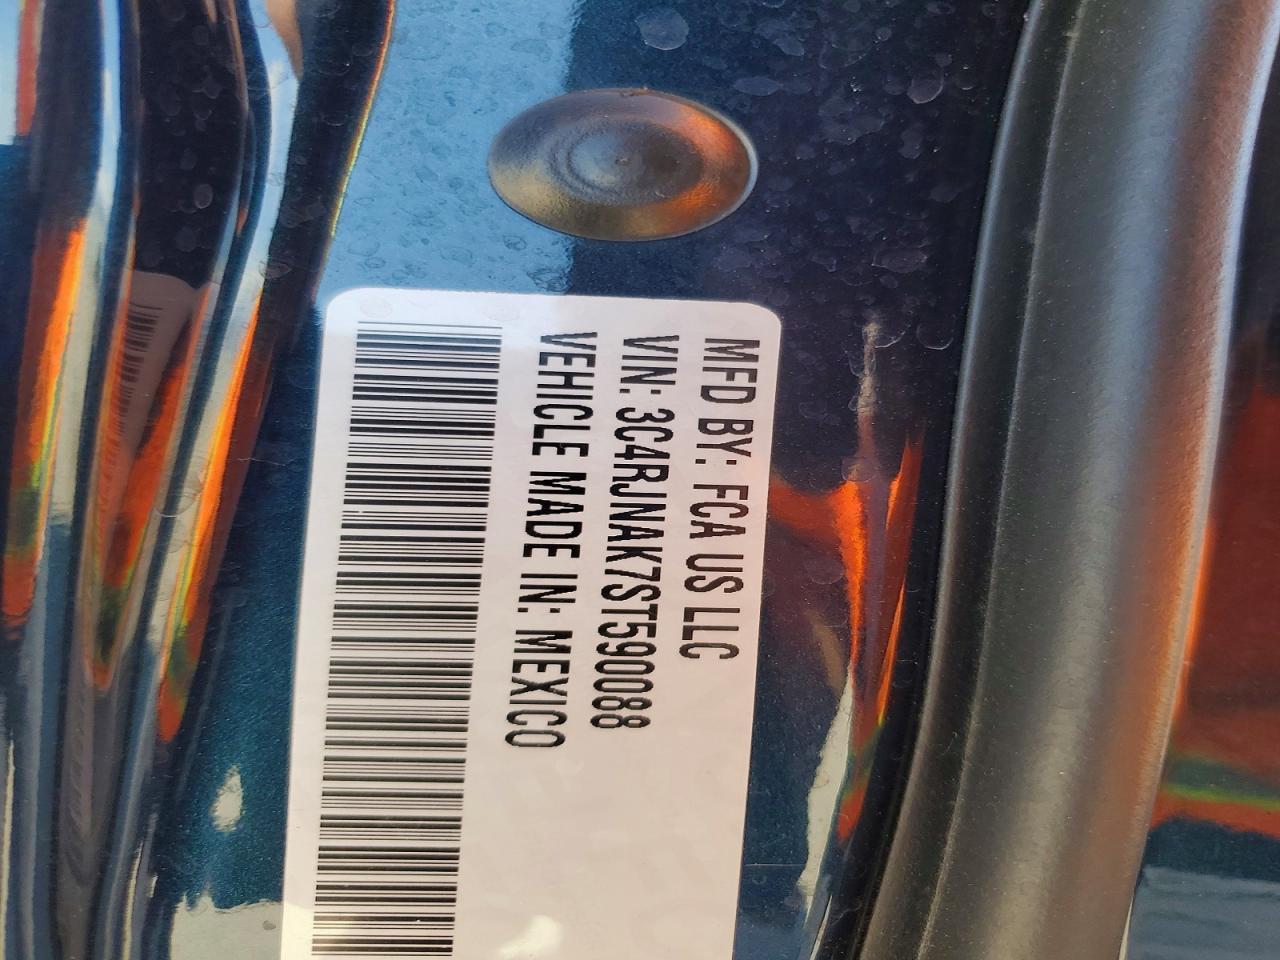 MFD BY: FCA US LLC
VIN: 3C4RJNAK7ST590088
VEHICLE MADE IN: MEXICO